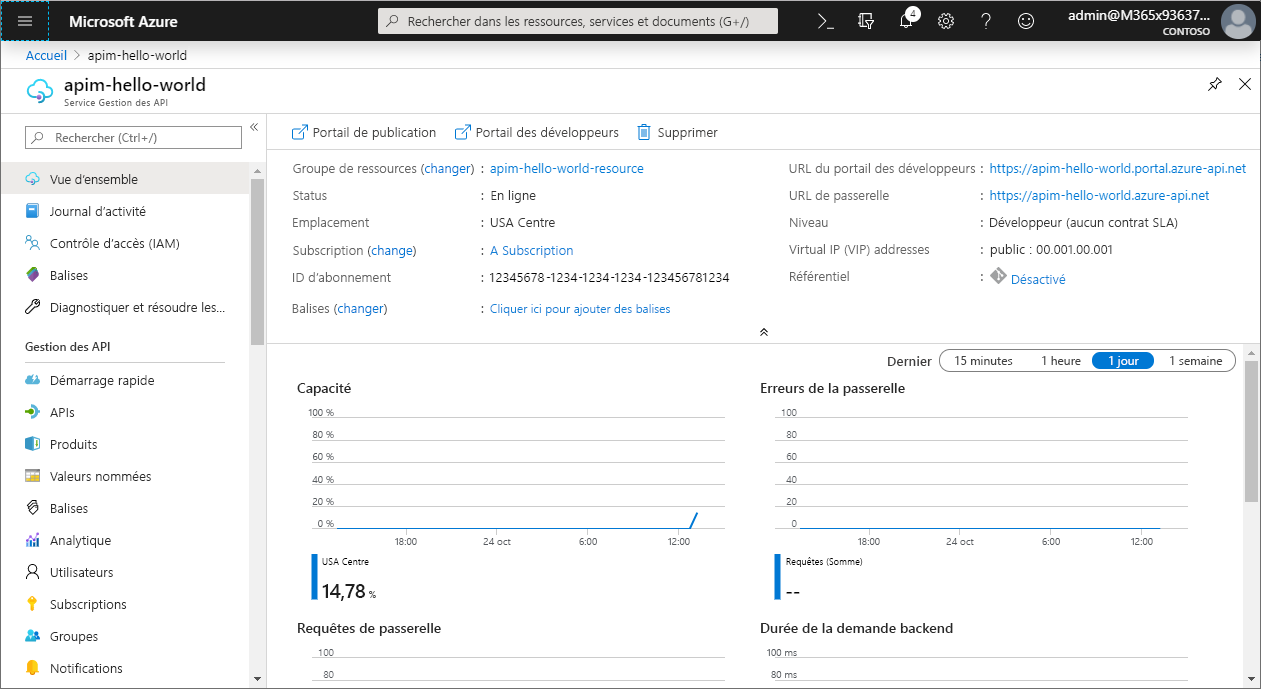 Microsoft Azure
Rechercher dans les ressources, services et documents (G+/)
4
admin@M365x93637...
CONTOSO
Accueil > apim-hello-world
apim-hello-world
Service Gestion des API
Rechercher (Ctrl+/)
Vue d'ensemble
Journal d'activité
Contrôle d'accès (IAM)
Balises
Diagnostiquer et résoudre les...
Gestion des API
Démarrage rapide
APIs
Produits
Valeurs nommées
Balises
Analytique
Utilisateurs
Subscriptions
Groupes
Notifications
Portail de publication
Portail des développeurs
Supprimer
Groupe de ressources (changer) : apim-hello-world-resource
Status : En ligne
Emplacement : USA Centre
Subscription (change) : A Subscription
ID d'abonnement : 12345678-1234-1234-1234-123456781234
Balises (changer) : Cliquer ici pour ajouter des balises
URL du portail des développeurs : https://apim-hello-world.portal.azure-api.net
URL de passerelle : https://apim-hello-world.azure-api.net
Niveau : Développeur (aucun contrat SLA)
Virtual IP (VIP) addresses : public : 00.001.00.001
Référentiel : Désactivé
Dernier 15 minutes 1 heure 1 jour 1 semaine
Capacité
100 %
80 %
60 %
40 %
20 %
0 %
18:00 24 oct 6:00 12:00
USA Centre
14,78 %
Erreurs de la passerelle
100
80
60
40
20
0
18:00 24 oct 6:00 12:00
Requêtes (Somme)
--
Requêtes de passerelle
100
80
Durée de la demande backend
100 ms
80 ms